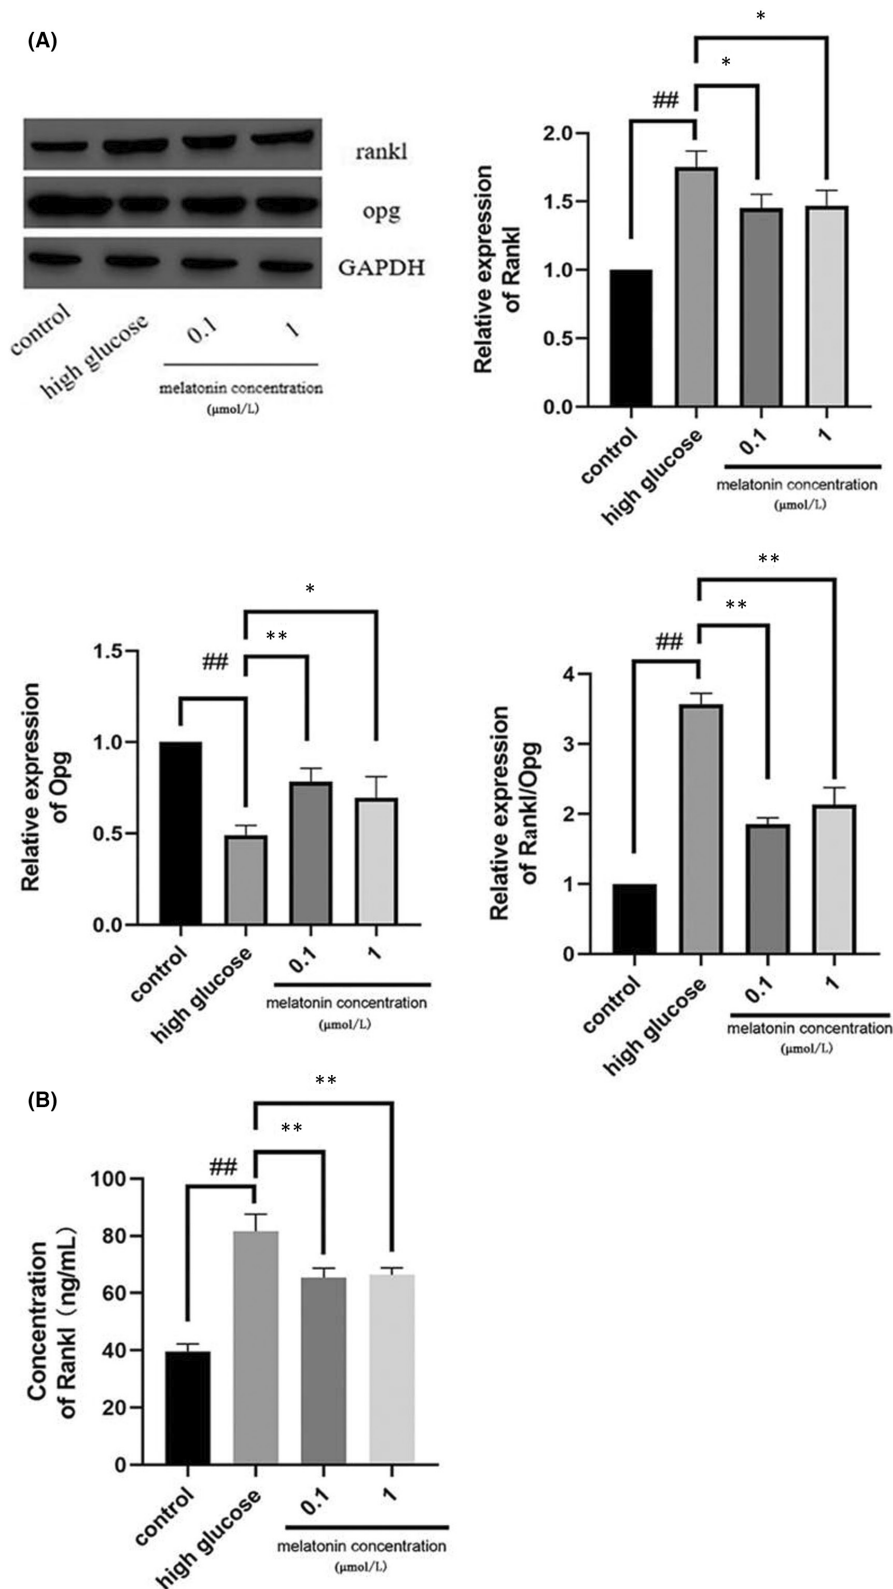 (A)
rankl
opg
GAPDH
control
high glucose
0.1
1
melatonin concentration
(μmol/L)
*
*
##
2.0
1.5
1.0
0.5
0.0
Relative expression
of Rankl
control
high glucose
0.1
1
melatonin concentration
(μmol/L)
*
**
##
1.5
1.0
0.5
0.0
Relative expression
of Opg
control
high glucose
0.1
1
melatonin concentration
(μmol/L)
**
**
##
4
3
2
1
0
Relative expression
of Rankl/Opg
control
high glucose
0.1
1
melatonin concentration
(μmol/L)
(B)
**
**
##
100
80
60
40
20
0
Concentration
of Rankl（ng/mL）
control
high glucose
0.1
1
melatonin concentration
(μmol/L)